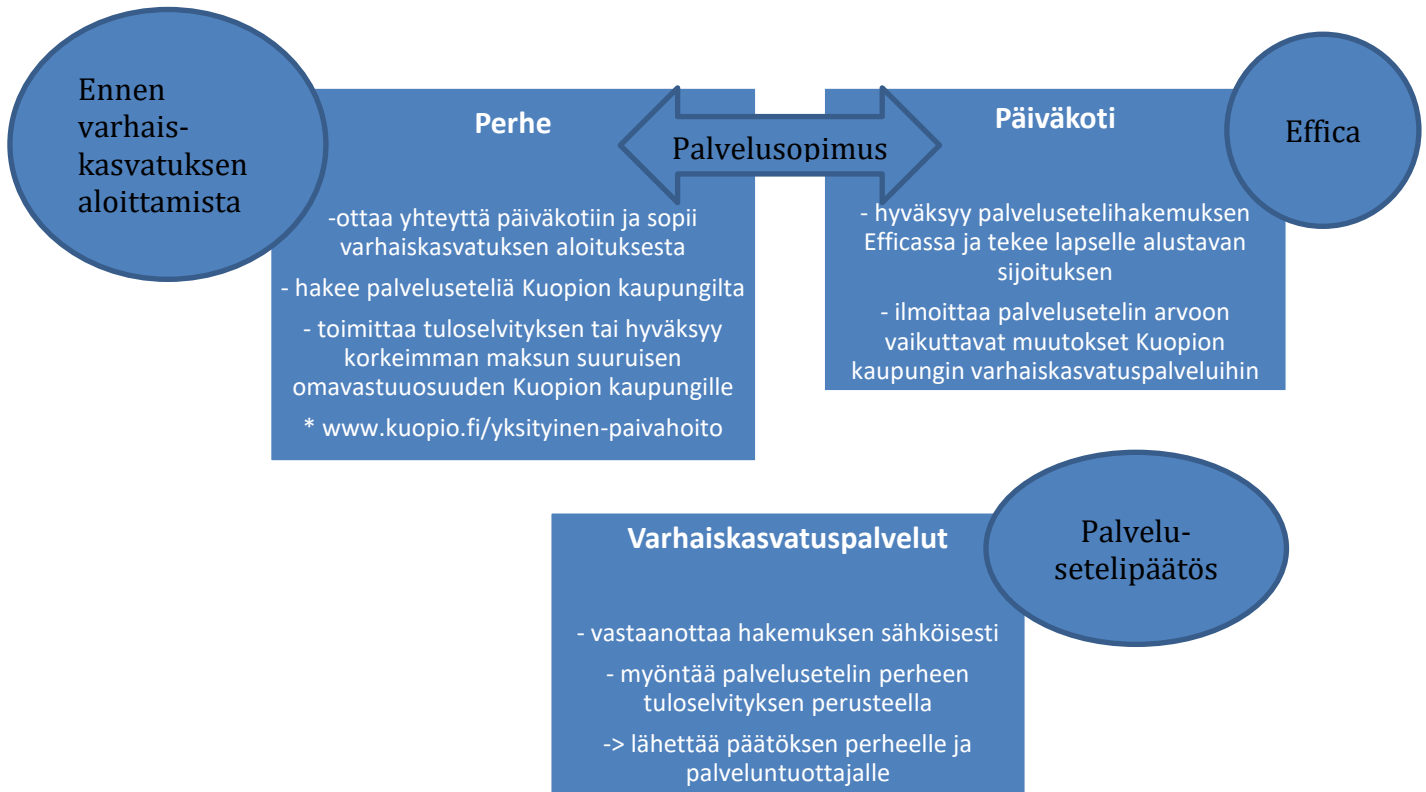 Ennen
varhais-
kasvatuksen
aloittamista
Perhe
-ottaa yhteyttä päiväkotiin ja sopii
varhaiskasvatuksen aloituksesta
- hakee palveluseteliä Kuopion kaupungilta
- toimittaa tuloselvityksen tai hyväksyy
korkeimman maksun suuruisen
omavastuuosuuden Kuopion kaupungille
* www.kuopio.fi/yksityinen-paivahoito
Palvelusopimus
Päiväkoti
- hyväksyy palvelusetelihakemuksen
Efficassa ja tekee lapselle alustavan
sijoituksen
- ilmoittaa palvelusetelin arvoon
vaikuttavat muutokset Kuopion
kaupungin varhaiskasvatuspalveluihin
Effica
Varhaiskasvatuspalvelut
- vastaanottaa hakemuksen sähköisesti
- myöntää palvelusetelin perheen
tuloselvityksen perusteella
-> lähettää päätöksen perheelle ja
palveluntuottajalle
Palvelu-
setelipäätös